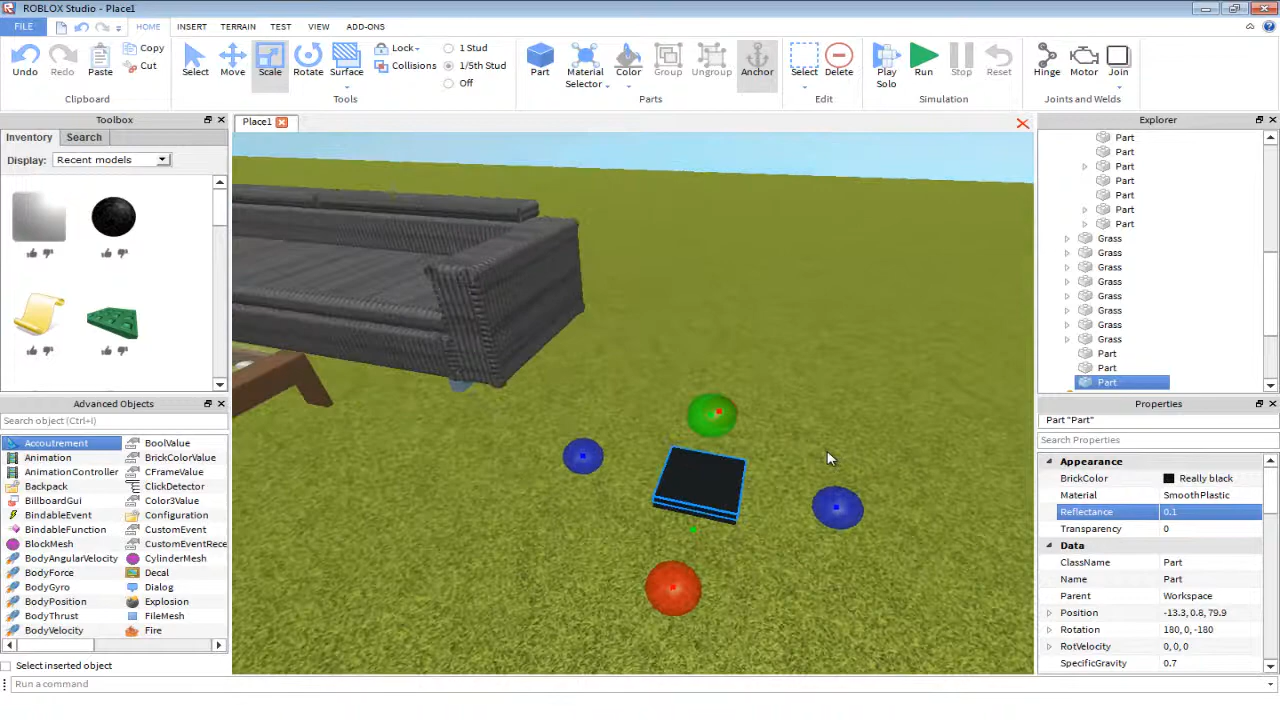 ROBLOX Studio - Place1
FILE HOME INSERT TERRAIN TEST VIEW ADD-ONS
Undo Redo Paste Copy Cut
Clipboard
Select Move Scale Rotate Surface Lock Collisions 1 Stud 1/5th Stud Off
Tools
Part Material Selector Color Group Ungroup Anchor
Parts
Select Delete
Edit
Play Solo Run Stop Reset
Simulation
Hinge Motor Join
Joints and Welds
Toolbox
Inventory Search
Display: Recent models
Advanced Objects
Search object (Ctrl+I)
Accoutrement BoolValue
Animation BrickColorValue
AnimationController CFrameValue
Backpack ClickDetector
BillboardGui Color3Value
BindableEvent Configuration
BindableFunction CustomEvent
BlockMesh CustomEventRece
BodyAngularVelocity CylinderMesh
BodyForce Decal
BodyGyro Dialog
BodyPosition Explosion
BodyThrust FileMesh
BodyVelocity Fire
Select inserted object
Run a command
Place1
Explorer
Part
Part
Part
Part
Part
Part
Part
Grass
Grass
Grass
Grass
Grass
Grass
Grass
Grass
Part
Part
Part
Properties
Part "Part"
Search Properties
Appearance
BrickColor Really black
Material SmoothPlastic
Reflectance 0.1
Transparency 0
Data
ClassName Part
Name Part
Parent Workspace
Position -13.3, 0.8, 79.9
Rotation 180, 0, -180
RotVelocity 0, 0, 0
SpecificGravity 0.7